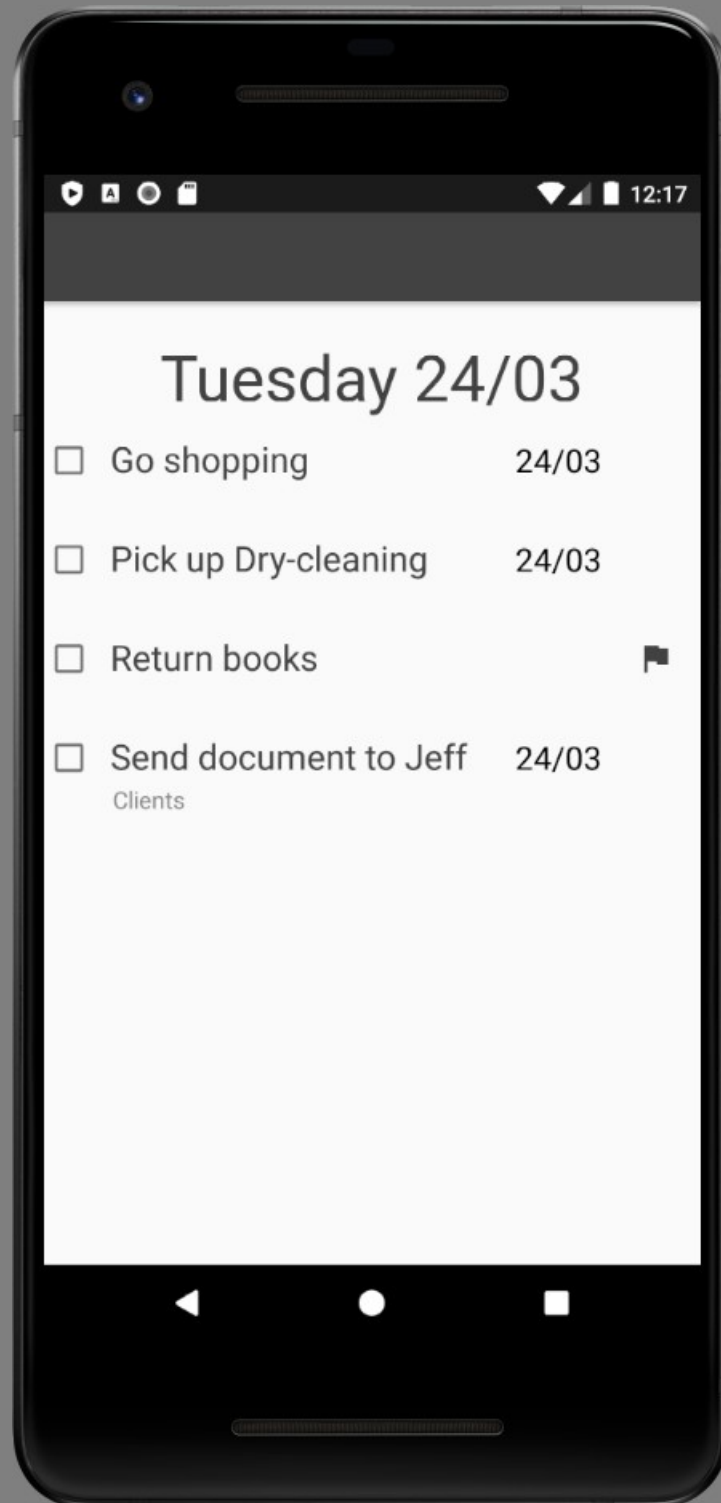 12:17
Tuesday 24/03
Go shopping 24/03
Pick up Dry-cleaning 24/03
Return books
Send document to Jeff 24/03
Clients